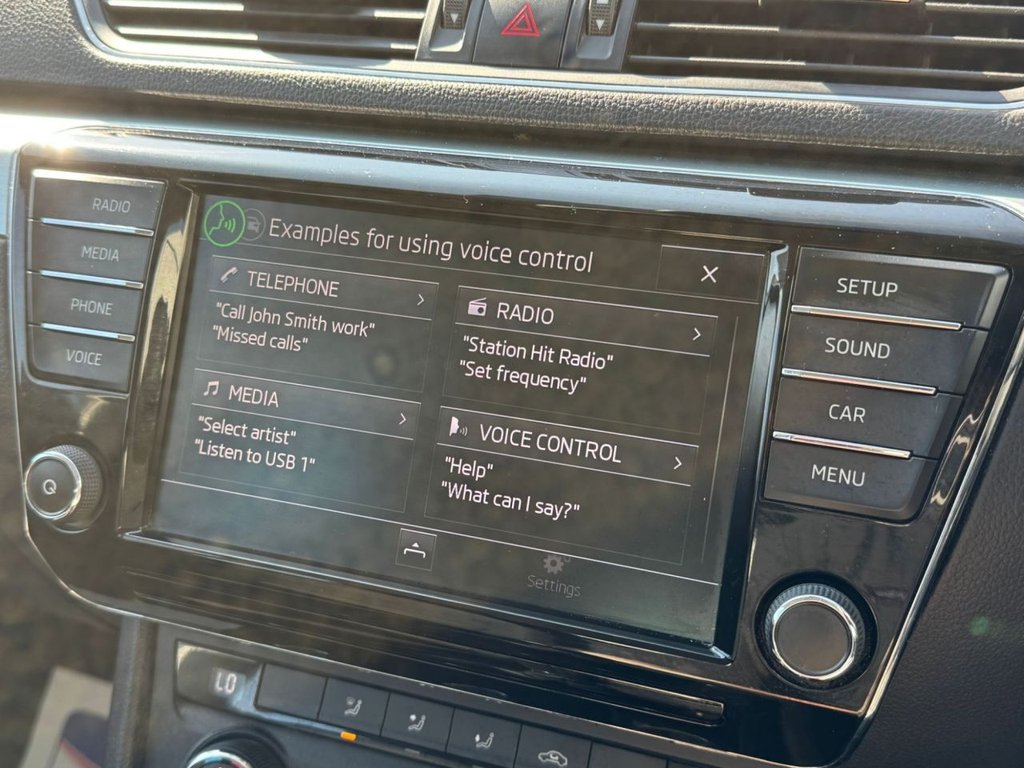 RADIO
MEDIA
PHONE
VOICE
Examples for using voice control
TELEPHONE
"Call John Smith work"
"Missed calls"
RADIO
"Station Hit Radio"
"Set frequency"
MEDIA
"Select artist"
"Listen to USB 1"
VOICE CONTROL
"Help"
"What can I say?"
Settings
SETUP
SOUND
CAR
MENU
LO